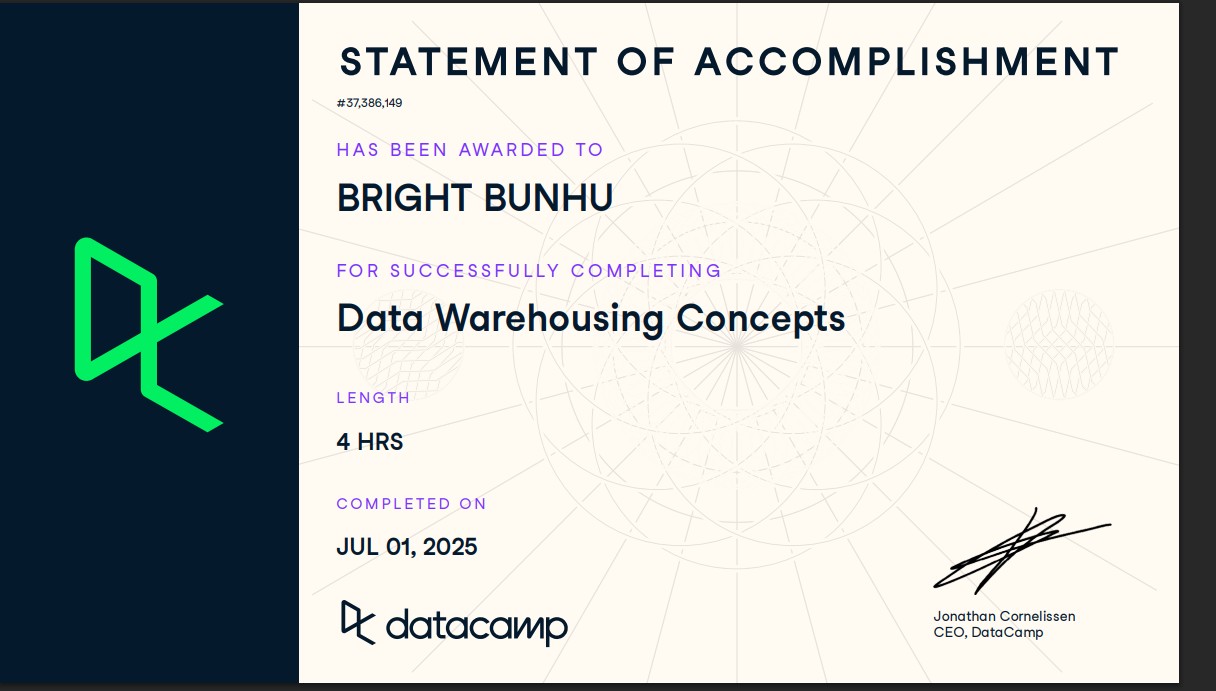 STATEMENT OF ACCOMPLISHMENT
#37,386,149
HAS BEEN AWARDED TO
BRIGHT BUNHU
FOR SUCCESSFULLY COMPLETING
Data Warehousing Concepts
LENGTH
4 HRS
COMPLETED ON
JUL 01, 2025
datacamp
Jonathan Cornelissen
CEO, DataCamp